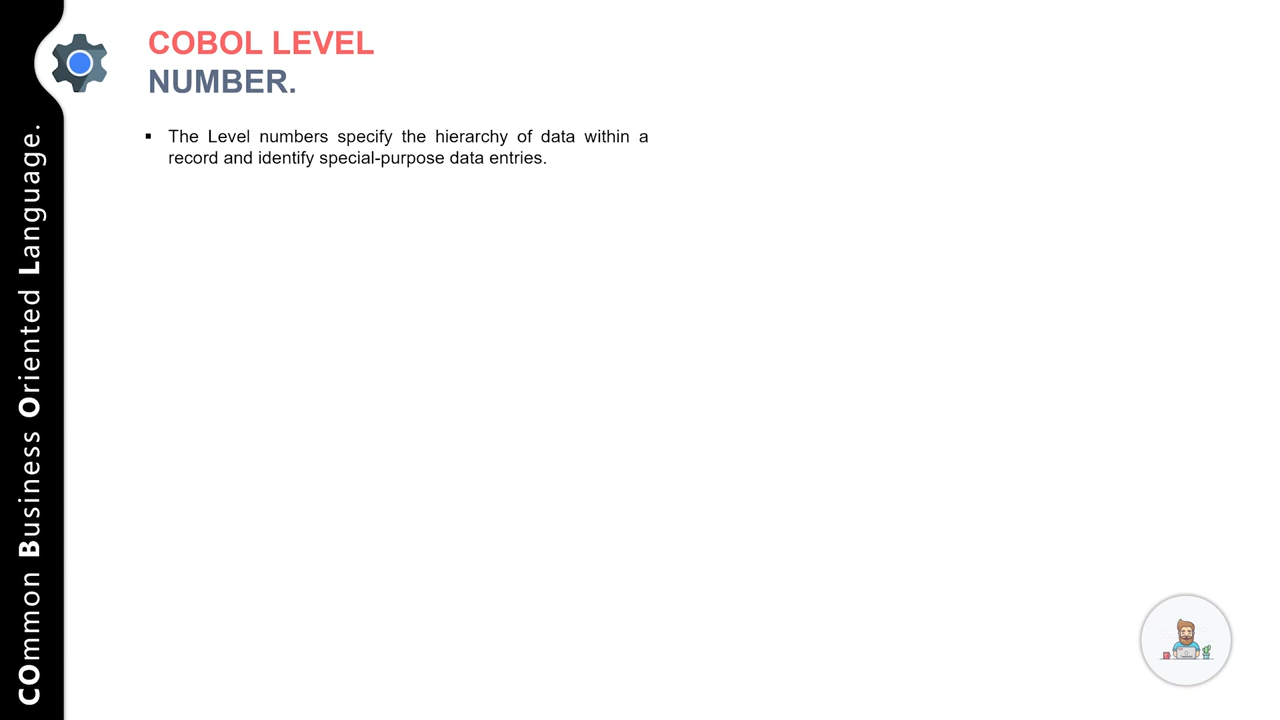 COBOL LEVEL
NUMBER.
▪ The Level numbers specify the hierarchy of data within a
record and identify special-purpose data entries.
COmmon Business Oriented Language.